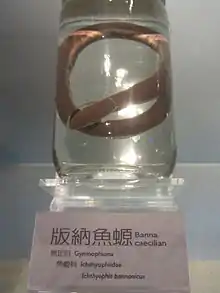 版納魚螈 Banna caecilian
無足目 Gymnophiona
魚螈科 Ichthyophiidae
Ichthyophis bannanicus